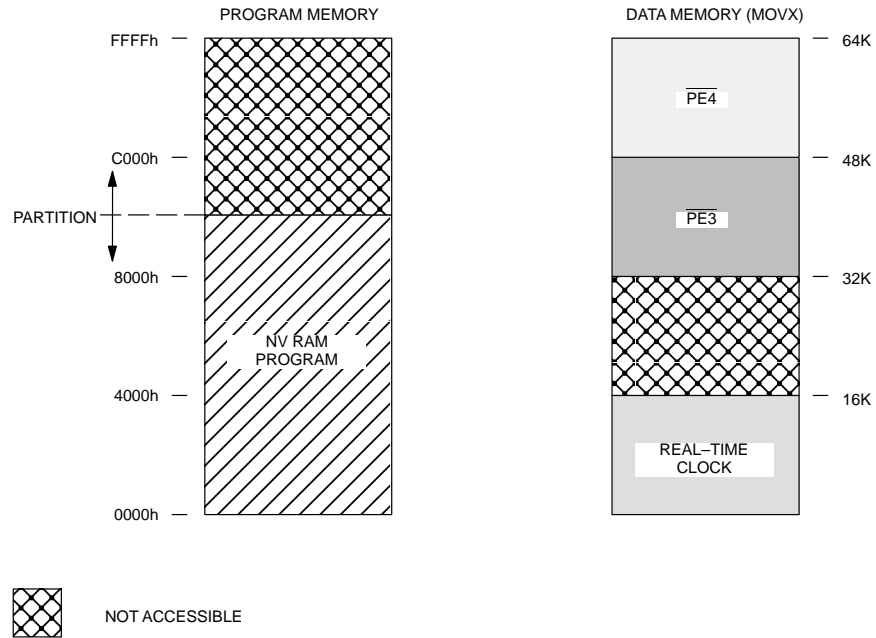 PROGRAM MEMORY
DATA MEMORY (MOVX)
FFFFh
64K
PE4
C000h
48K
PARTITION
PE3
8000h
32K
NV RAM
PROGRAM
4000h
16K
REAL–TIME
CLOCK
0000h
NOT ACCESSIBLE